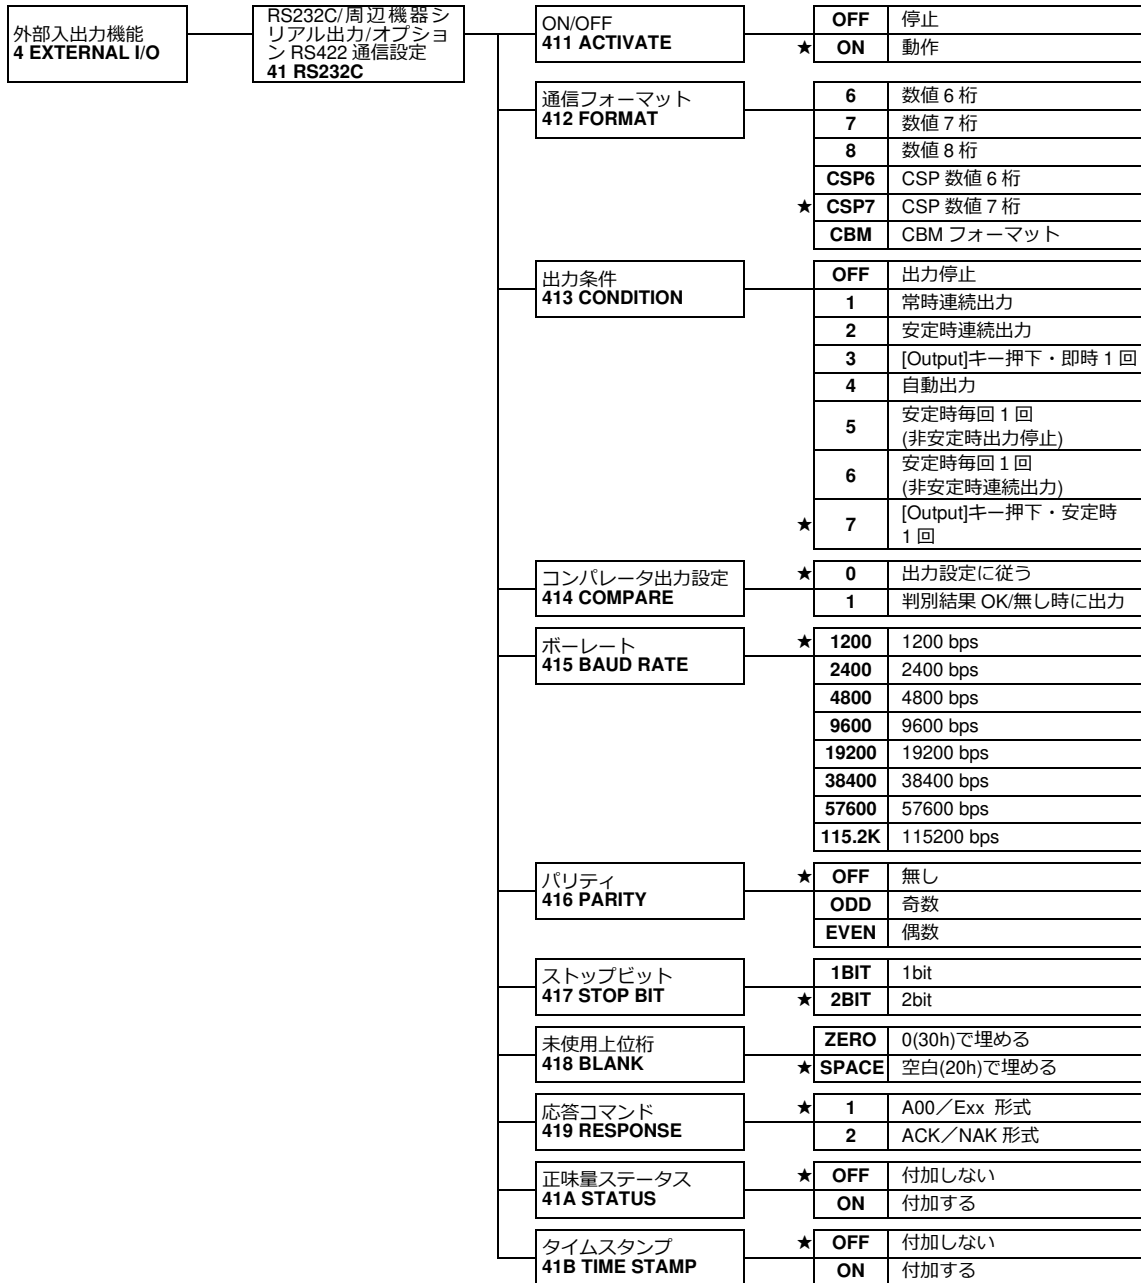 外部入出力機能
4 EXTERNAL I/O
RS232C/周辺機器シ
リアル出力/オプショ
ン RS422 通信設定
41 RS232C
ON/OFF
411 ACTIVATE
OFF 停止
★ ON 動作
通信フォーマット
412 FORMAT
6 数値 6 桁
7 数値 7 桁
8 数値 8 桁
CSP6 CSP 数値 6 桁
★ CSP7 CSP 数値 7 桁
CBM CBM フォーマット
出力条件
413 CONDITION
OFF 出力停止
1 常時連続出力
2 安定時連続出力
3 [Output]キー押下・即時 1 回
4 自動出力
5 安定時毎回 1 回
(非安定時出力停止)
6 安定時毎回 1 回
(非安定時連続出力)
★ 7 [Output]キー押下・安定時
1 回
コンパレータ出力設定
414 COMPARE
★ 0 出力設定に従う
1 判別結果 OK/無し時に出力
ボーレート
415 BAUD RATE
★ 1200 1200 bps
2400 2400 bps
4800 4800 bps
9600 9600 bps
19200 19200 bps
38400 38400 bps
57600 57600 bps
115.2K 115200 bps
パリティ
416 PARITY
★ OFF 無し
ODD 奇数
EVEN 偶数
ストップビット
417 STOP BIT
1BIT 1bit
★ 2BIT 2bit
未使用上位桁
418 BLANK
ZERO 0(30h)で埋める
★ SPACE 空白(20h)で埋める
応答コマンド
419 RESPONSE
★ 1 A00／Exx 形式
2 ACK／NAK 形式
正味量ステータス
41A STATUS
★ OFF 付加しない
ON 付加する
タイムスタンプ
41B TIME STAMP
★ OFF 付加しない
ON 付加する